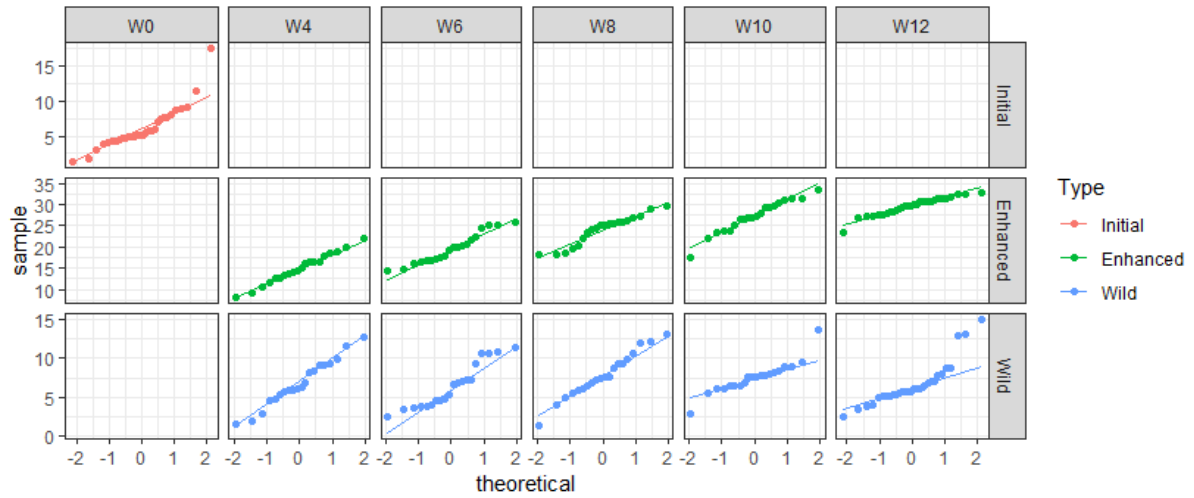 W0 W4 W6 W8 W10 W12
15
10
5
Initial
35
30
25
20
15
10
Enhanced
15
10
5
0
Wild
sample
-2 -1 0 1 2 -2 -1 0 1 2 -2 -1 0 1 2 -2 -1 0 1 2 -2 -1 0 1 2 -2 -1 0 1 2
theoretical
Type
Initial
Enhanced
Wild